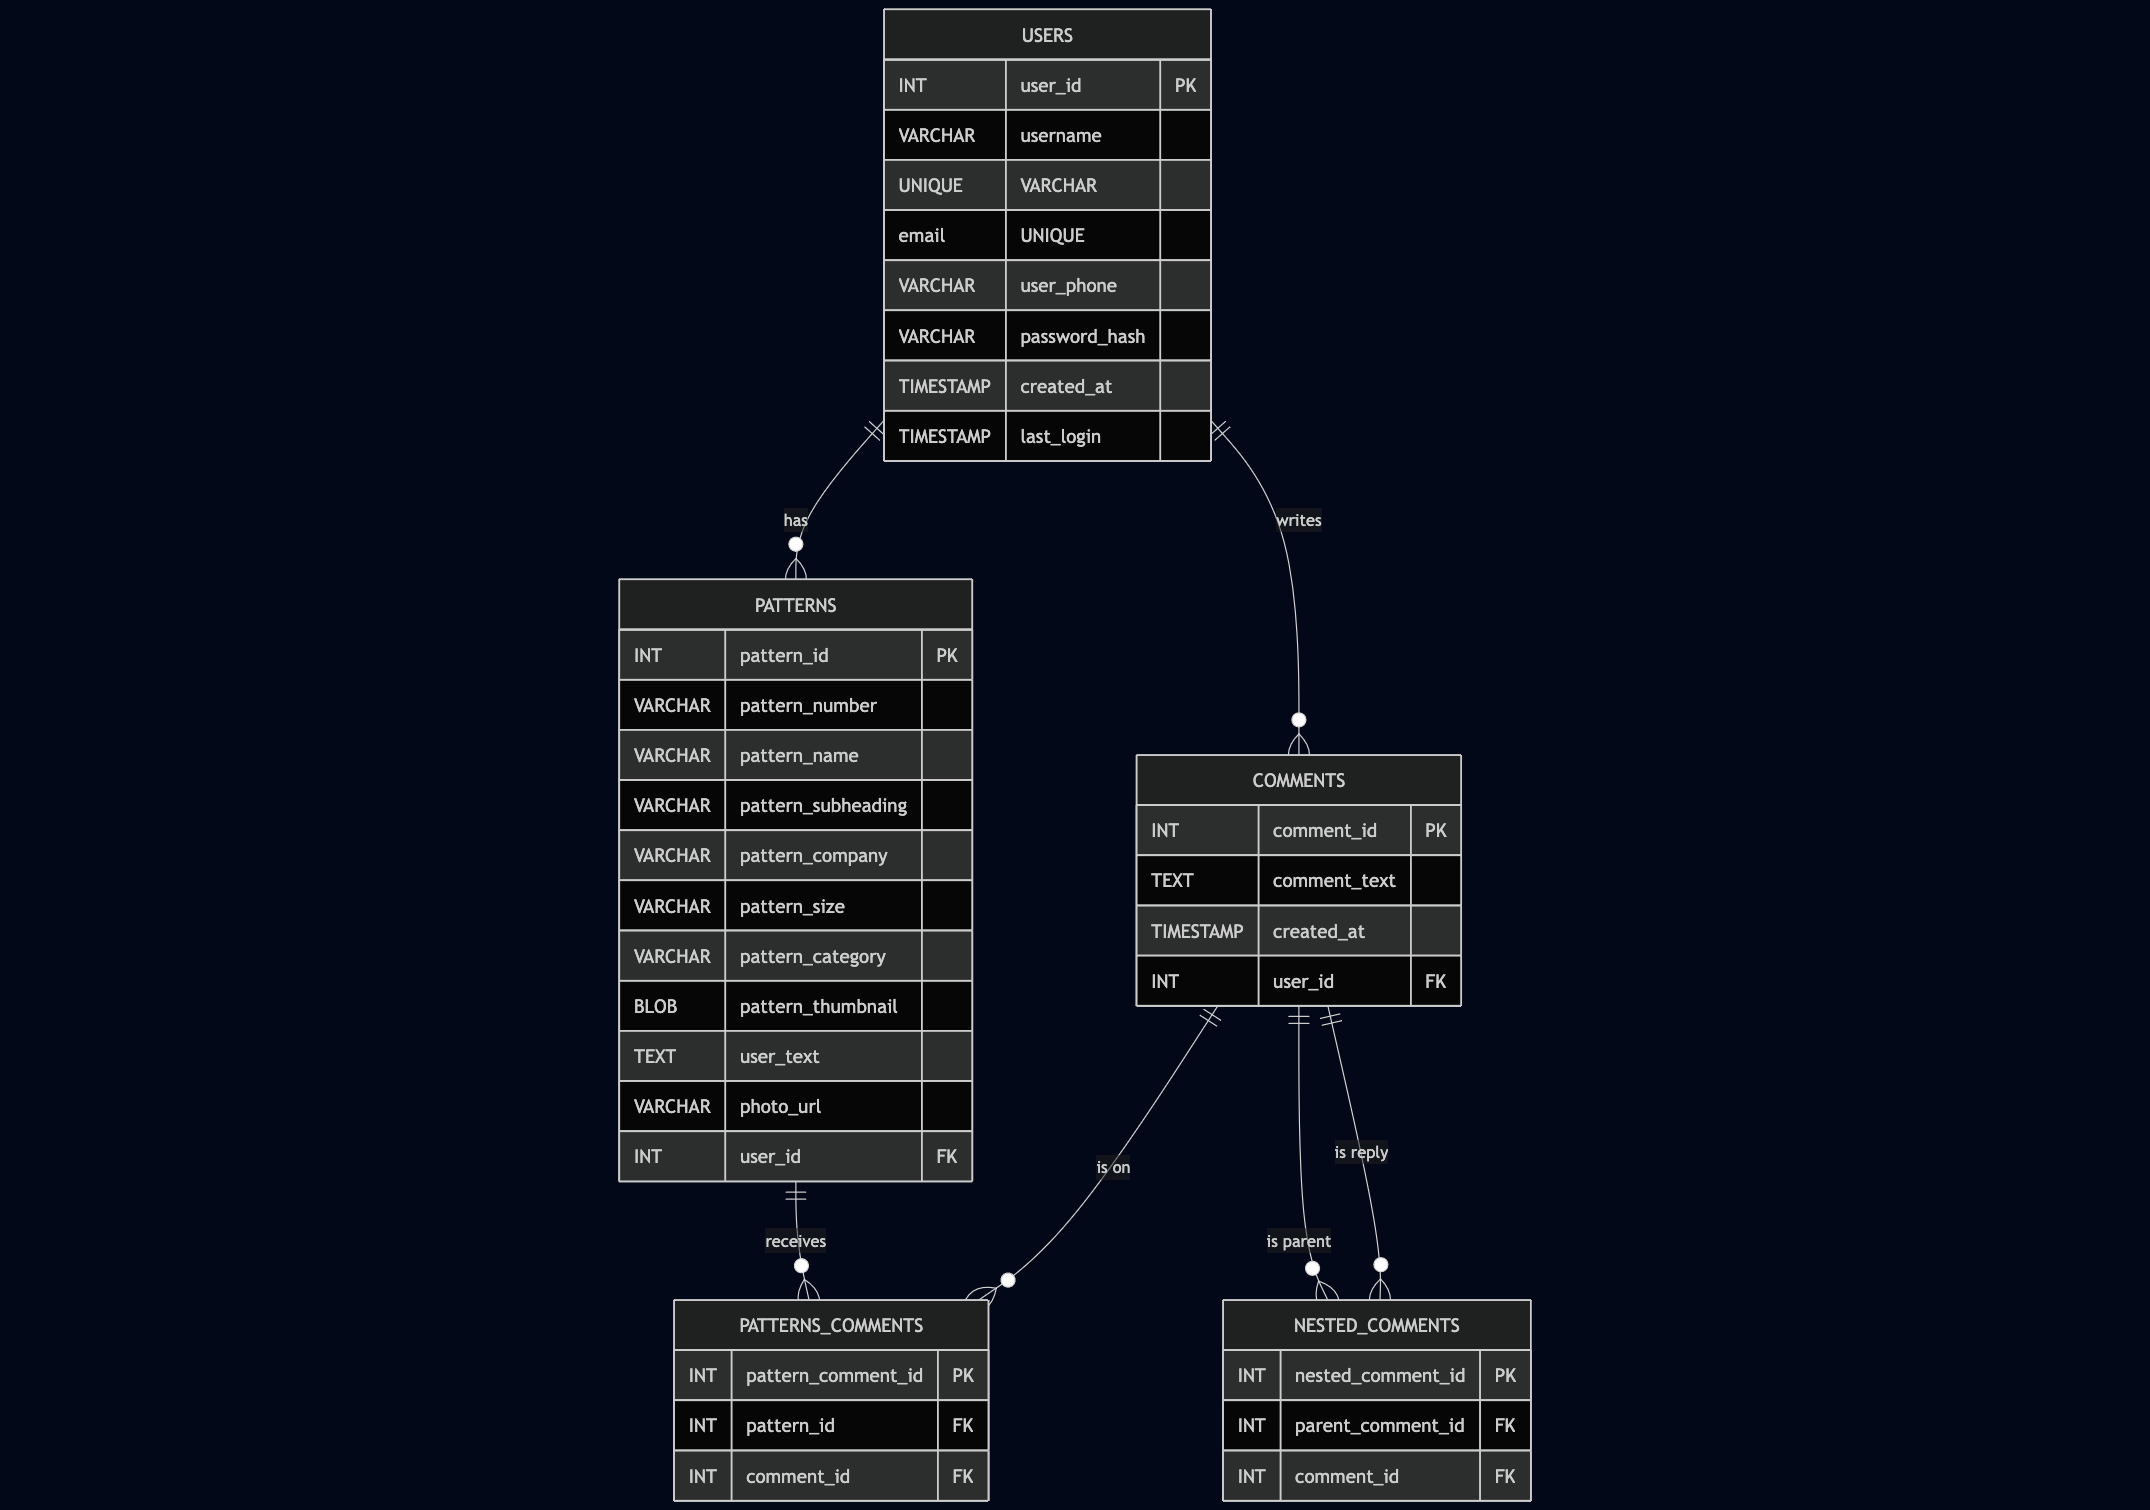 USERS
INT user_id PK
VARCHAR username
UNIQUE VARCHAR
email UNIQUE
VARCHAR user_phone
VARCHAR password_hash
TIMESTAMP created_at
TIMESTAMP last_login
has
writes
PATTERNS
INT pattern_id PK
VARCHAR pattern_number
VARCHAR pattern_name
VARCHAR pattern_subheading
VARCHAR pattern_company
VARCHAR pattern_size
VARCHAR pattern_category
BLOB pattern_thumbnail
TEXT user_text
VARCHAR photo_url
INT user_id FK
COMMENTS
INT comment_id PK
TEXT comment_text
TIMESTAMP created_at
INT user_id FK
receives
is on
is parent
is reply
PATTERNS_COMMENTS
INT pattern_comment_id PK
INT pattern_id FK
INT comment_id FK
NESTED_COMMENTS
INT nested_comment_id PK
INT parent_comment_id FK
INT comment_id FK